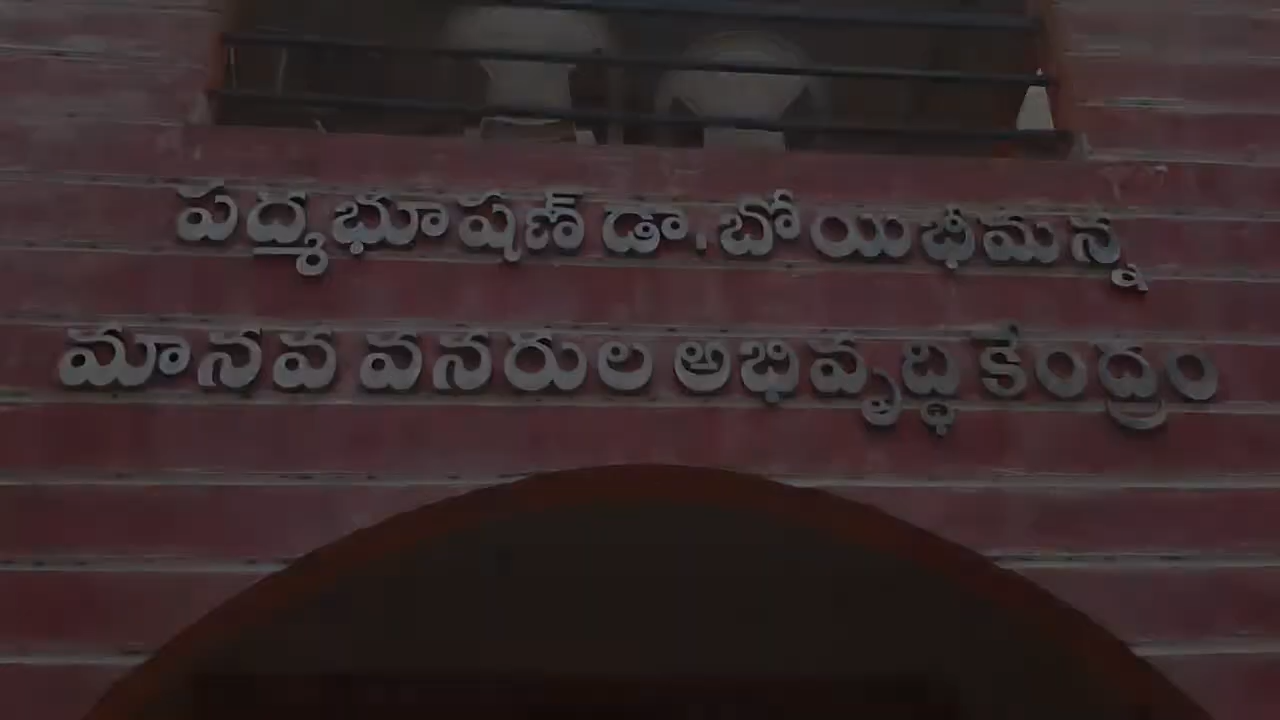 పద్మభూషణ్ డా. బోయిభీమన్న
మానవ వనరుల అభివృద్ధి కేంద్రం